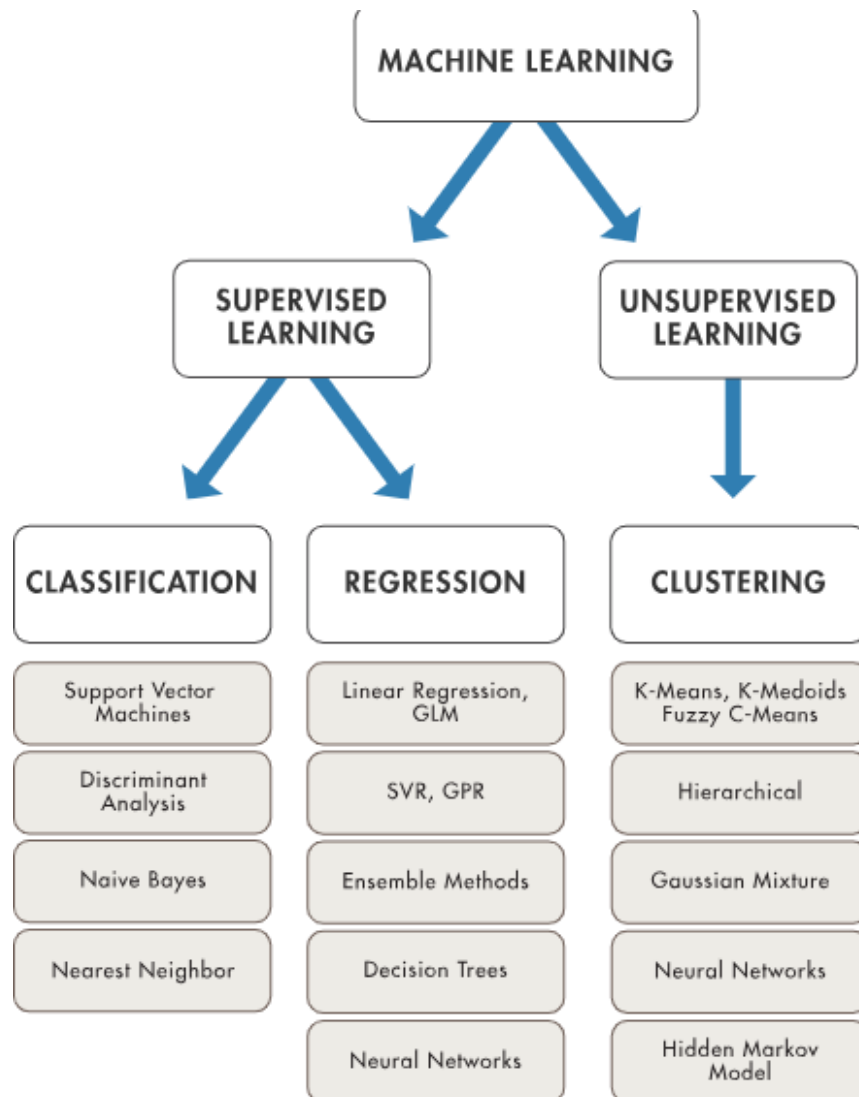 MACHINE LEARNING
SUPERVISED
LEARNING
UNSUPERVISED
LEARNING
CLASSIFICATION
REGRESSION
CLUSTERING
Support Vector
Machines
Linear Regression,
GLM
K-Means, K-Medoids
Fuzzy C-Means
Discriminant
Analysis
SVR, GPR
Hierarchical
Naive Bayes
Ensemble Methods
Gaussian Mixture
Nearest Neighbor
Decision Trees
Neural Networks
Neural Networks
Hidden Markov
Model